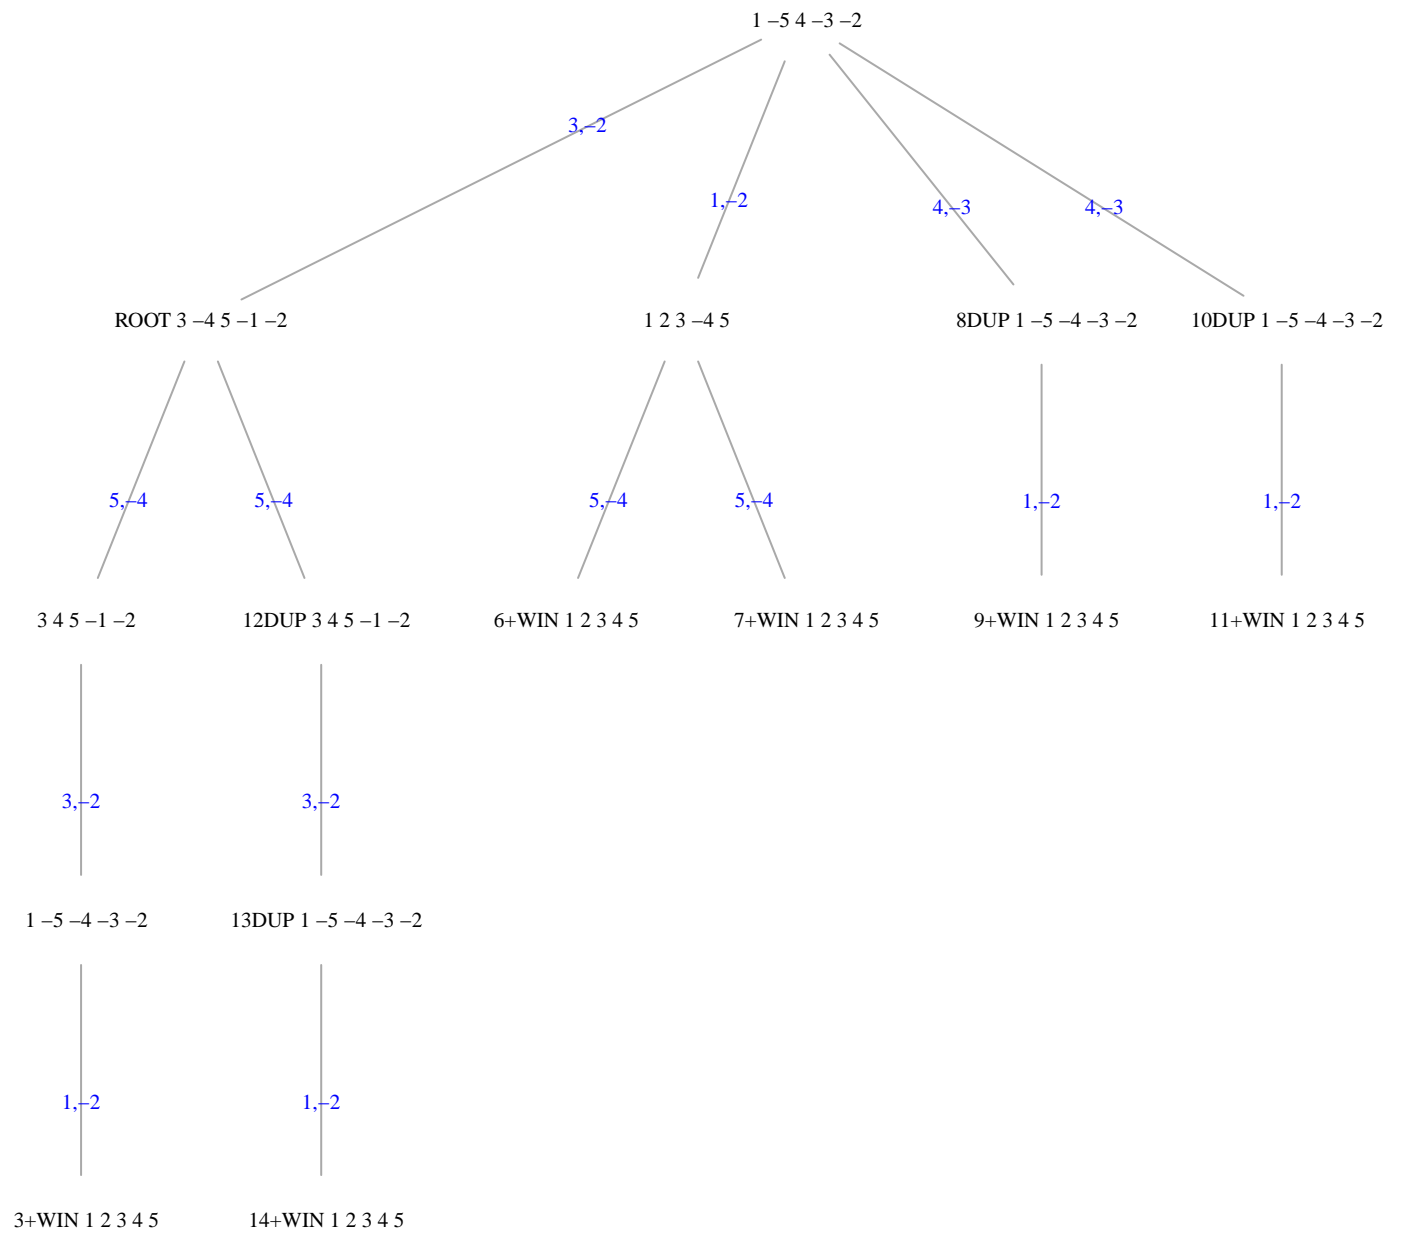 1 –5 4 –3 –2
3,–2
1,–2
4,–3
4,–3
ROOT 3 –4 5 –1 –2
1 2 3 –4 5
8DUP 1 –5 –4 –3 –2
10DUP 1 –5 –4 –3 –2
5,–4
5,–4
5,–4
5,–4
1,–2
1,–2
3 4 5 –1 –2
12DUP 3 4 5 –1 –2
6+WIN 1 2 3 4 5
7+WIN 1 2 3 4 5
9+WIN 1 2 3 4 5
11+WIN 1 2 3 4 5
3,–2
3,–2
1 –5 –4 –3 –2
13DUP 1 –5 –4 –3 –2
1,–2
1,–2
3+WIN 1 2 3 4 5
14+WIN 1 2 3 4 5